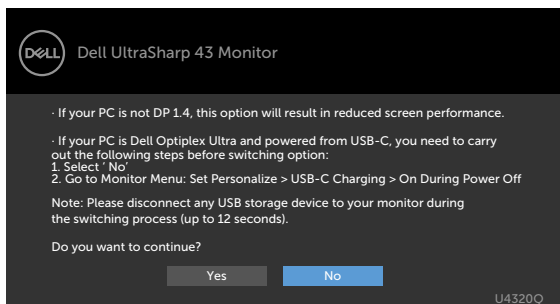 DELL
Dell UltraSharp 43 Monitor
· If your PC is not DP 1.4, this option will result in reduced screen performance.
· If your PC is Dell Optiplex Ultra and powered from USB-C, you need to carry
out the following steps before switching option:
1. Select ‘ No’
2. Go to Monitor Menu: Set Personalize > USB-C Charging > On During Power Off
Note: Please disconnect any USB storage device to your monitor during
the switching process (up to 12 seconds).
Do you want to continue?
Yes No
U4320Q